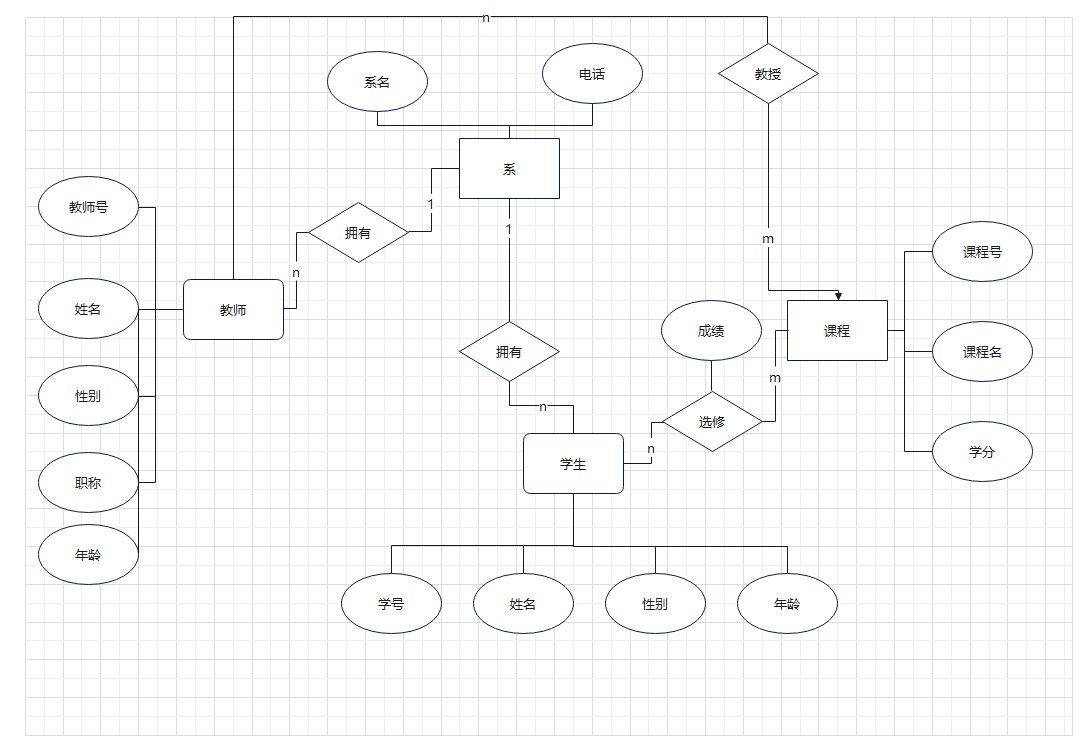 n
系名
电话
教授
系
1
教师号
拥有
1
m
n
课程号
姓名
教师
成绩
课程
拥有
课程名
m
性别
n
选修
n
学生
学分
职称
年龄
学号
姓名
性别
年龄